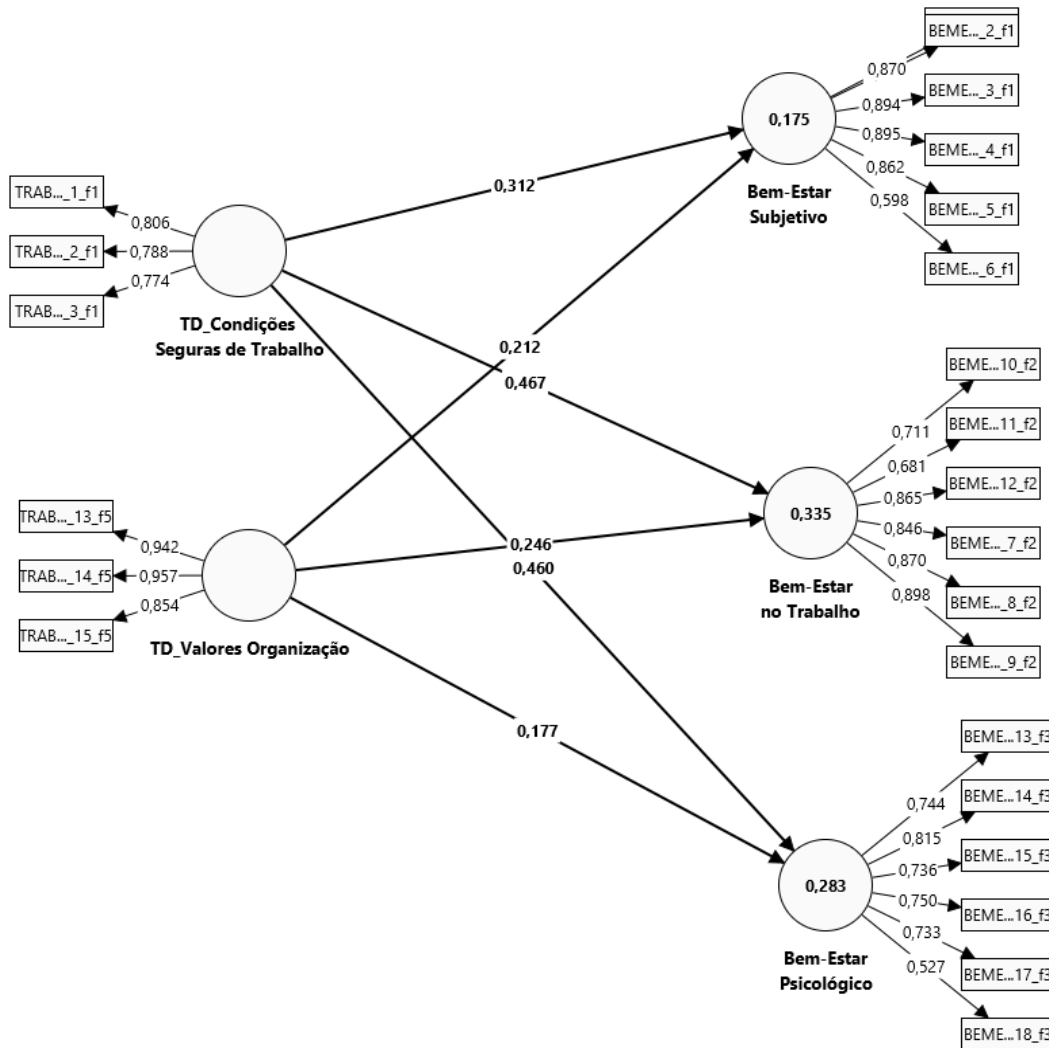 TRAB..._1_f1
TRAB..._2_f1
TRAB..._3_f1
0,806
0,788
0,774
TD_Condições
Seguras de Trabalho
TRAB..._13_f5
TRAB..._14_f5
TRAB..._15_f5
0,942
0,957
0,854
TD_Valores Organização
0,312
0,212
0,467
0,246
0,460
0,177
0,175
Bem-Estar
Subjetivo
0,870
0,894
0,895
0,862
0,598
BEME..._2_f1
BEME..._3_f1
BEME..._4_f1
BEME..._5_f1
BEME..._6_f1
0,335
Bem-Estar
no Trabalho
0,711
0,681
0,865
0,846
0,870
0,898
BEME...10_f2
BEME...11_f2
BEME...12_f2
BEME..._7_f2
BEME..._8_f2
BEME..._9_f2
0,283
Bem-Estar
Psicológico
0,744
0,815
0,736
0,750
0,733
0,527
BEME...13_f3
BEME...14_f3
BEME...15_f3
BEME...16_f3
BEME...17_f3
BEME...18_f3